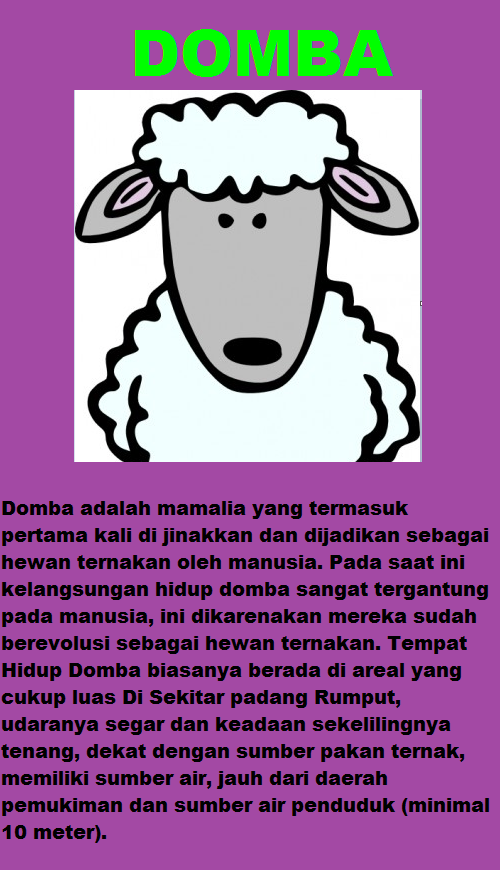 DOMBA
Domba adalah mamalia yang termasuk
pertama kali di jinakkan dan dijadikan sebagai
hewan ternakan oleh manusia. Pada saat ini
kelangsungan hidup domba sangat tergantung
pada manusia, ini dikarenakan mereka sudah
berevolusi sebagai hewan ternakan. Tempat
Hidup Domba biasanya berada di areal yang
cukup luas Di Sekitar padang Rumput,
udaranya segar dan keadaan sekelilingnya
tenang, dekat dengan sumber pakan ternak,
memiliki sumber air, jauh dari daerah
pemukiman dan sumber air penduduk (minimal
10 meter).